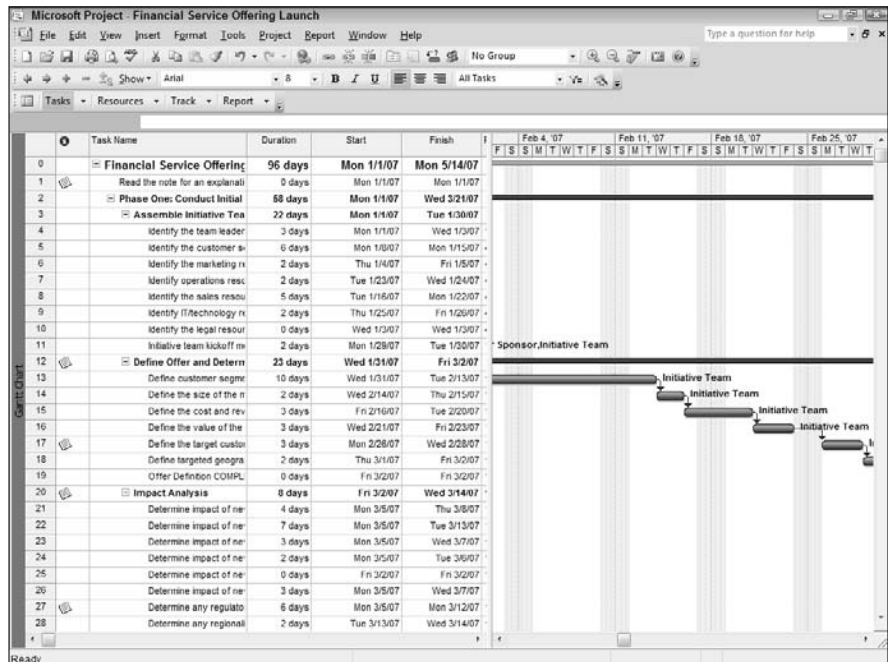 Microsoft Project - Financial Service Offering Launch
File Edit View Insert Format Tools Project Report Window Help
Type a question for help
No Group
Show Arial 8 B I U All Tasks
Tasks Resources Track Report
Task Name Duration Start Finish Feb 4, '07 Feb 11, '07 Feb 18, '07 Feb 25, '07
F S S M T W T F S S M T W T F S S M T W T F S S M T W T
0 Financial Service Offering 96 days Mon 1/1/07 Mon 5/14/07
1 Read the note for an explanati 0 days Mon 1/1/07 Mon 1/1/07
2 Phase One: Conduct Initial 58 days Mon 1/1/07 Wed 3/21/07
3 Assemble Initiative Tea 22 days Mon 1/1/07 Tue 1/30/07
4 Identify the team leader 3 days Mon 1/1/07 Wed 1/3/07
5 Identify the customer 6 days Mon 1/8/07 Mon 1/15/07
6 Identify the marketing 2 days Thu 1/4/07 Fri 1/5/07
7 Identify operations resc 2 days Tue 1/23/07 Wed 1/24/07
8 Identify the sales resou 5 days Tue 1/16/07 Mon 1/22/07
9 Identify IT/technology 2 days Thu 1/25/07 Fri 1/26/07
10 Identify the legal resour 0 days Wed 1/3/07 Wed 1/3/07
11 Initiative team kickoff 2 days Mon 1/29/07 Tue 1/30/07 Sponsor,Initiative Team
12 Define Offer and Determ 23 days Wed 1/31/07 Fri 3/2/07
13 Define customer segme 10 days Wed 1/31/07 Tue 2/13/07 Initiative Team
14 Define the size of the 2 days Wed 2/14/07 Thu 2/15/07 Initiative Team
15 Define the cost and rev 3 days Fri 2/16/07 Tue 2/20/07 Initiative Team
16 Define the value of the 3 days Wed 2/21/07 Fri 2/23/07 Initiative Team
17 Define the target custo 3 days Mon 2/26/07 Wed 2/28/07
18 Define targeted geogra 2 days Thu 3/1/07 Fri 3/2/07
19 Offer Definition COMPL 0 days Fri 3/2/07 Fri 3/2/07
20 Impact Analysis 8 days Fri 3/2/07 Wed 3/14/07
21 Determine impact of ne 4 days Mon 3/5/07 Thu 3/8/07
22 Determine impact of ne 7 days Mon 3/5/07 Tue 3/13/07
23 Determine impact of ne 3 days Mon 3/5/07 Wed 3/7/07
24 Determine impact of ne 2 days Mon 3/5/07 Tue 3/6/07
25 Determine impact of ne 0 days Fri 3/2/07 Fri 3/2/07
26 Determine impact of ne 3 days Mon 3/5/07 Wed 3/7/07
27 Determine any regulato 6 days Mon 3/5/07 Mon 3/12/07
28 Determine any regionali 2 days Tue 3/13/07 Wed 3/14/07
Gantt Chart
Ready